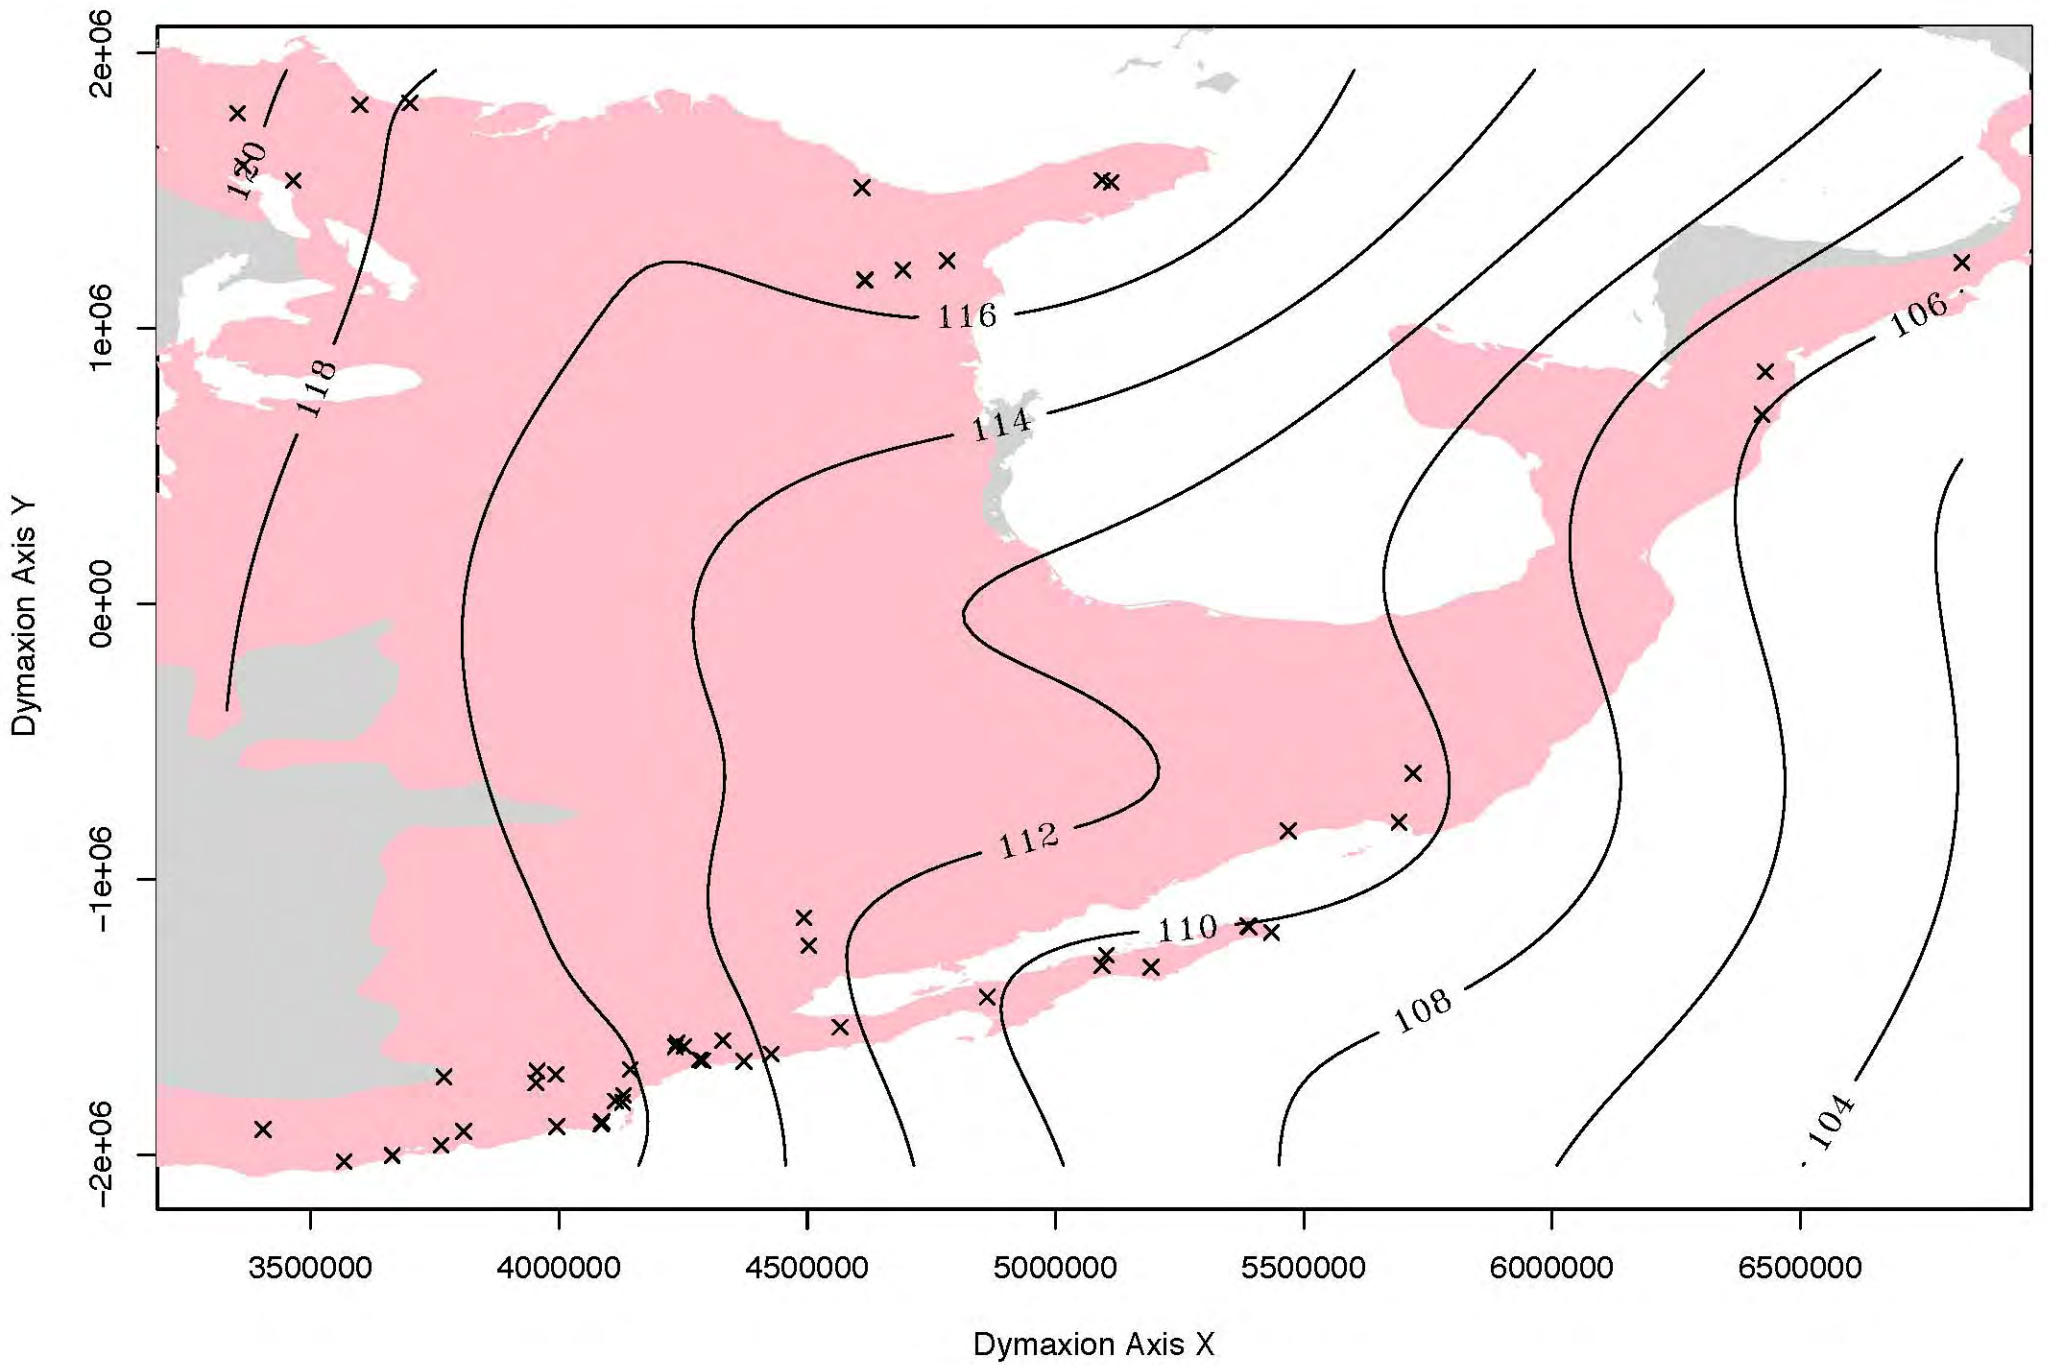 2e+06
1e+06
0e+00
−1e+06
−2e+06
Dymaxion Axis Y
120
118
116
114
112
110
108
106
104
3500000 4000000 4500000 5000000 5500000 6000000 6500000
Dymaxion Axis X